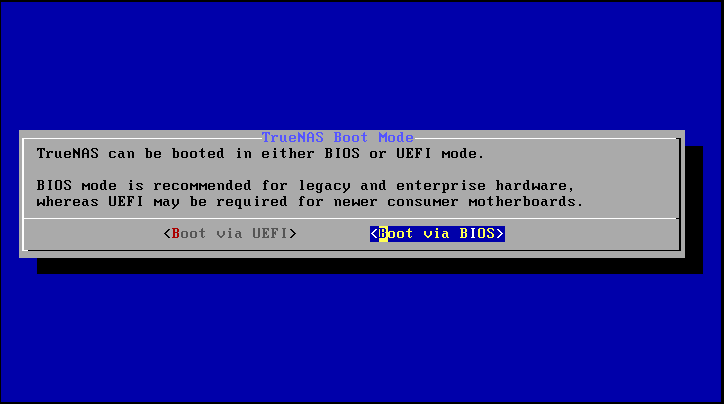 TrueNAS Boot Mode
TrueNAS can be booted in either BIOS or UEFI mode.
BIOS mode is recommended for legacy and enterprise hardware,
whereas UEFI may be required for newer consumer motherboards.
<Boot via UEFI> <Boot via BIOS>